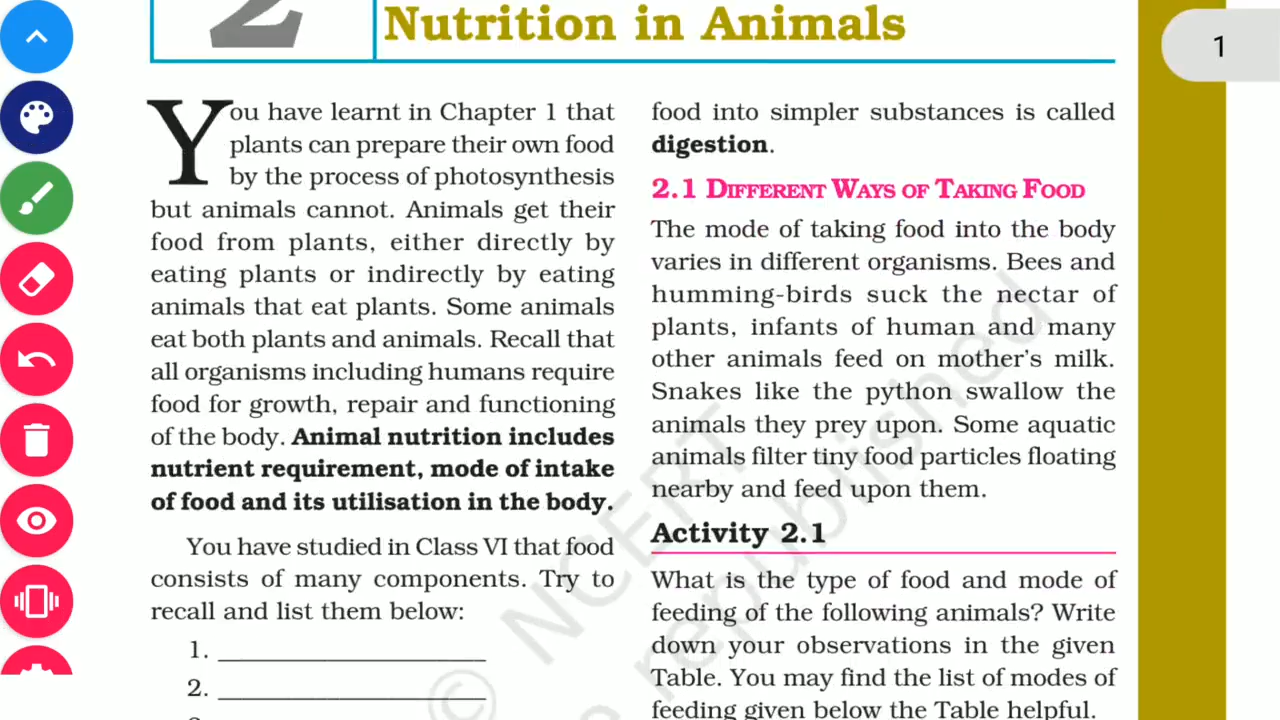 2
Nutrition in Animals
1
You have learnt in Chapter 1 that
plants can prepare their own food
by the process of photosynthesis
but animals cannot. Animals get their
food from plants, either directly by
eating plants or indirectly by eating
animals that eat plants. Some animals
eat both plants and animals. Recall that
all organisms including humans require
food for growth, repair and functioning
of the body. Animal nutrition includes
nutrient requirement, mode of intake
of food and its utilisation in the body.
You have studied in Class VI that food
consists of many components. Try to
recall and list them below:
1. ____________________
2. ____________________
food into simpler substances is called
digestion.
2.1 DIFFERENT WAYS OF TAKING FOOD
The mode of taking food into the body
varies in different organisms. Bees and
humming-birds suck the nectar of
plants, infants of human and many
other animals feed on mother's milk.
Snakes like the python swallow the
animals they prey upon. Some aquatic
animals filter tiny food particles floating
nearby and feed upon them.
Activity 2.1
What is the type of food and mode of
feeding of the following animals? Write
down your observations in the given
Table. You may find the list of modes of
feeding given below the Table helpful.
© NCERT
republished